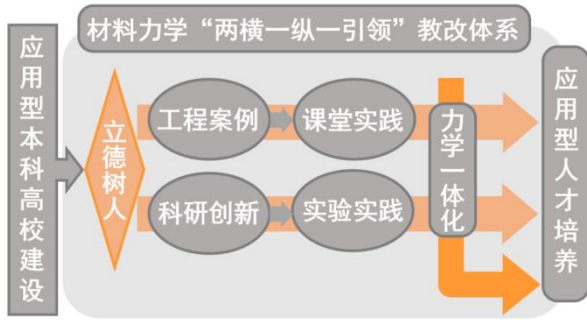 材料力学“两横一纵一引领”教改体系
应用型本科高校建设
立德树人
工程案例
课堂实践
科研创新
实验实践
力学一体化
应用型人才培养